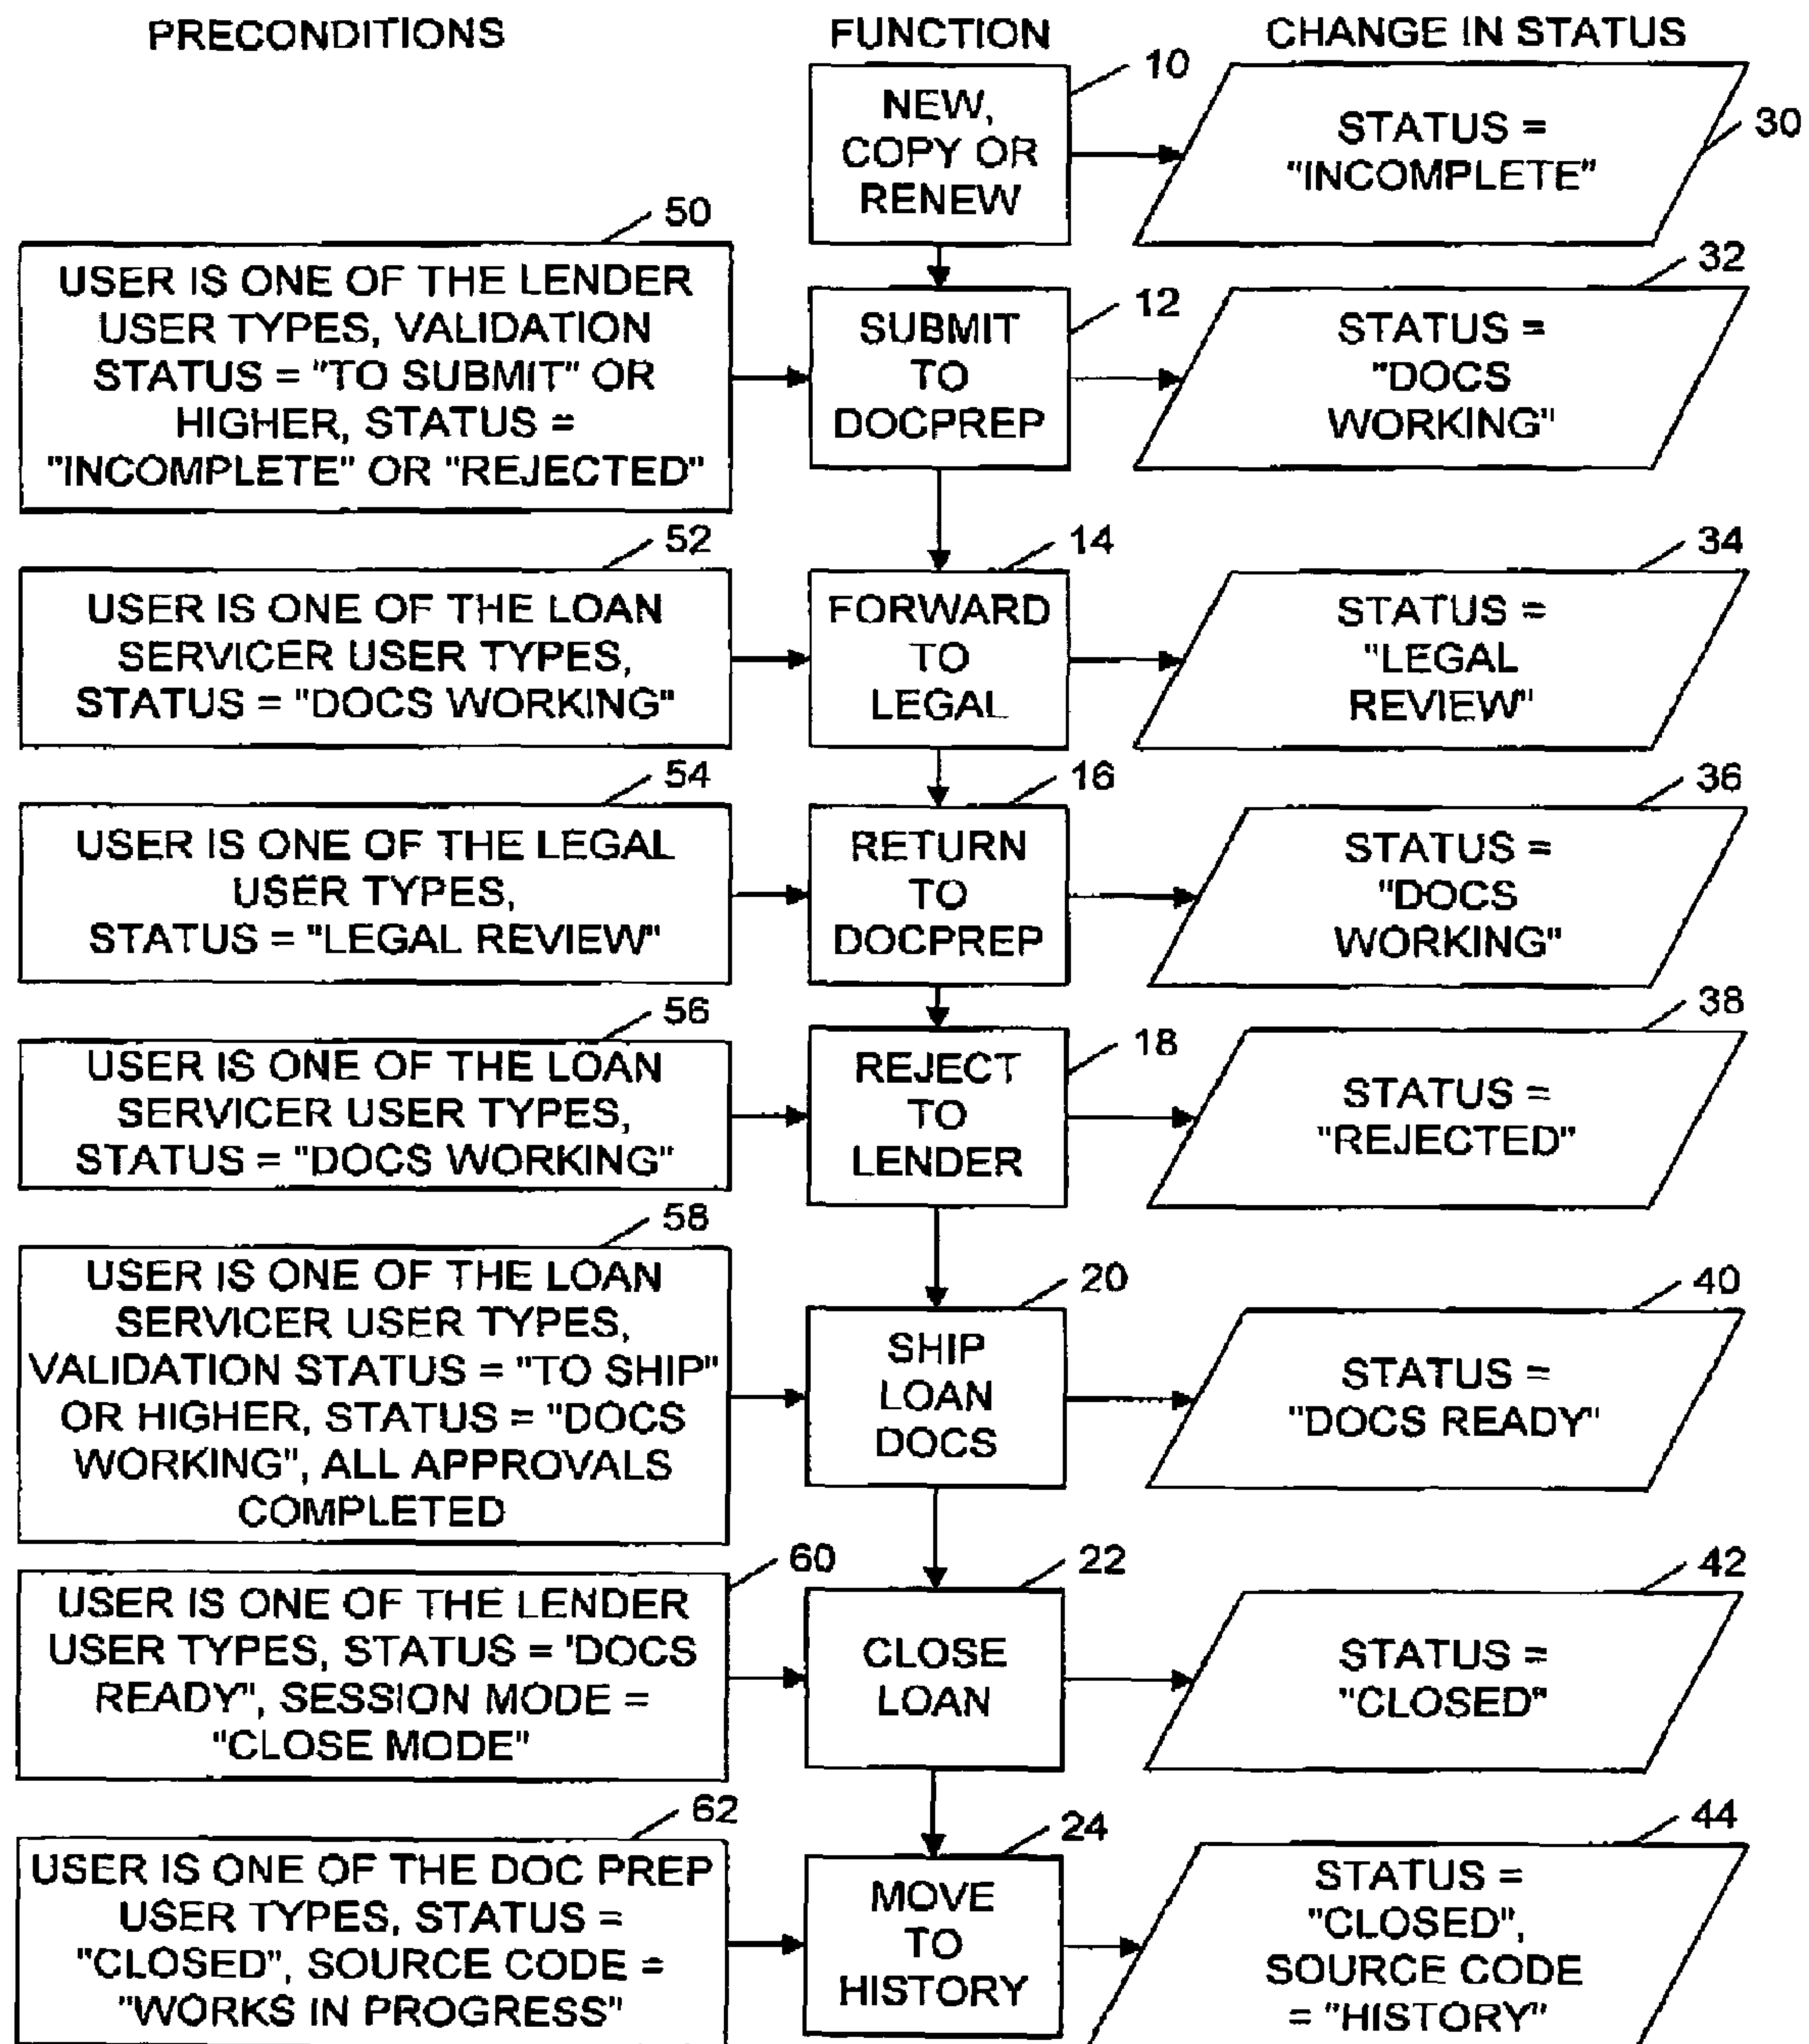 PRECONDITIONS
FUNCTION
CHANGE IN STATUS
10
NEW,
COPY OR
RENEW
30
STATUS =
"INCOMPLETE"
50
USER IS ONE OF THE LENDER
USER TYPES, VALIDATION
STATUS = "TO SUBMIT" OR
HIGHER, STATUS =
"INCOMPLETE" OR "REJECTED"
12
SUBMIT
TO
DOCPREP
32
STATUS =
"DOCS
WORKING"
52
USER IS ONE OF THE LOAN
SERVICER USER TYPES,
STATUS = "DOCS WORKING"
14
FORWARD
TO
LEGAL
34
STATUS =
"LEGAL
REVIEW"
54
USER IS ONE OF THE LEGAL
USER TYPES,
STATUS = "LEGAL REVIEW"
16
RETURN
TO
DOCPREP
36
STATUS =
"DOCS
WORKING"
56
USER IS ONE OF THE LOAN
SERVICER USER TYPES,
STATUS = "DOCS WORKING"
18
REJECT
TO
LENDER
38
STATUS =
"REJECTED"
58
USER IS ONE OF THE LOAN
SERVICER USER TYPES,
VALIDATION STATUS = "TO SHIP"
OR HIGHER, STATUS = "DOCS
WORKING", ALL APPROVALS
COMPLETED
20
SHIP
LOAN
DOCS
40
STATUS =
"DOCS READY"
60
USER IS ONE OF THE LENDER
USER TYPES, STATUS = 'DOCS
READY", SESSION MODE =
"CLOSE MODE"
22
CLOSE
LOAN
42
STATUS =
"CLOSED"
62
USER IS ONE OF THE DOC PREP
USER TYPES, STATUS =
"CLOSED", SOURCE CODE =
"WORKS IN PROGRESS"
24
MOVE
TO
HISTORY
44
STATUS =
"CLOSED",
SOURCE CODE
= "HISTORY"